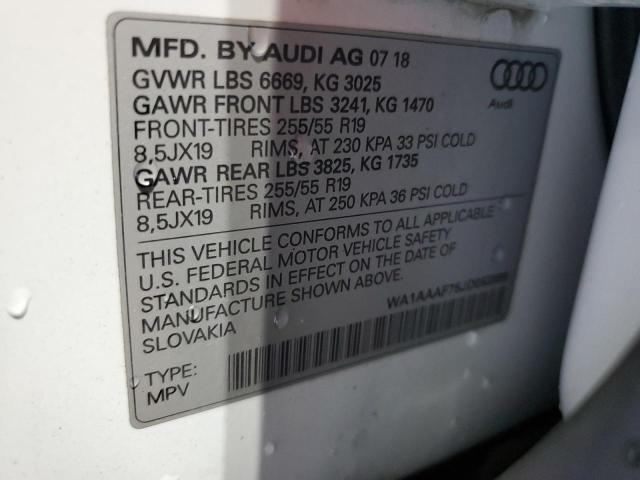 MFD. BY AUDI AG 07 18
GVWR LBS 6669, KG 3025
GAWR FRONT LBS 3241, KG 1470
FRONT-TIRES 255/55 R19
8,5JX19 RIMS, AT 230 KPA 33 PSI COLD
GAWR REAR LBS 3825, KG 1735
REAR-TIRES 255/55 R19
8,5JX19 RIMS, AT 250 KPA 36 PSI COLD
Audi
THIS VEHICLE CONFORMS TO ALL APPLICABLE
U.S. FEDERAL MOTOR VEHICLE SAFETY
STANDARDS IN EFFECT ON THE DATE OF
MANUFACTURE SHOWN ABOVE.
SLOVAKIA
TYPE:
MPV